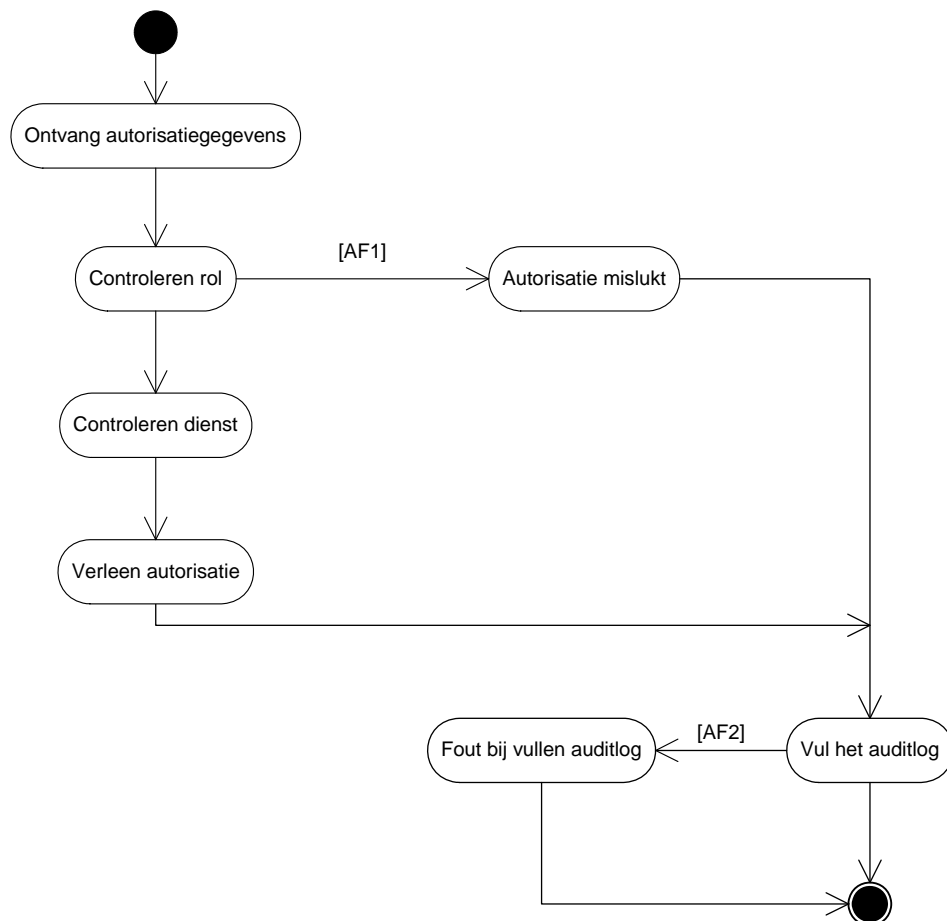 Ontvang autorisatiegegevens
[AF1]
Controleren rol
Autorisatie mislukt
Controleren dienst
Verleen autorisatie
[AF2]
Fout bij vullen auditlog
Vul het auditlog